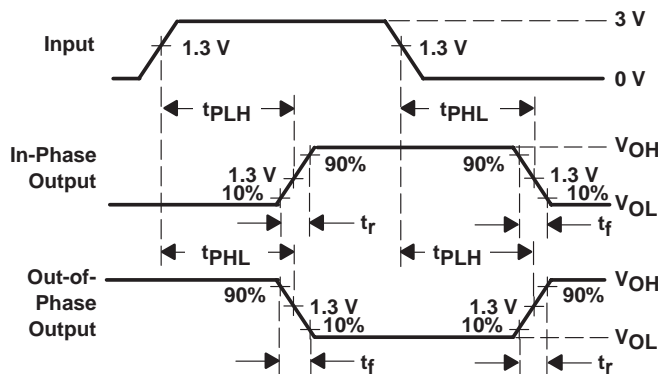 3 V
Input
1.3 V
1.3 V
0 V
tPLH
tPHL
In-Phase
Output
VOH
90%
90%
1.3 V
1.3 V
10%
10%
VOL
tr
tf
tPHL
tPLH
Out-of-
Phase
Output
VOH
90%
90%
1.3 V
1.3 V
10%
10%
VOL
tf
tr